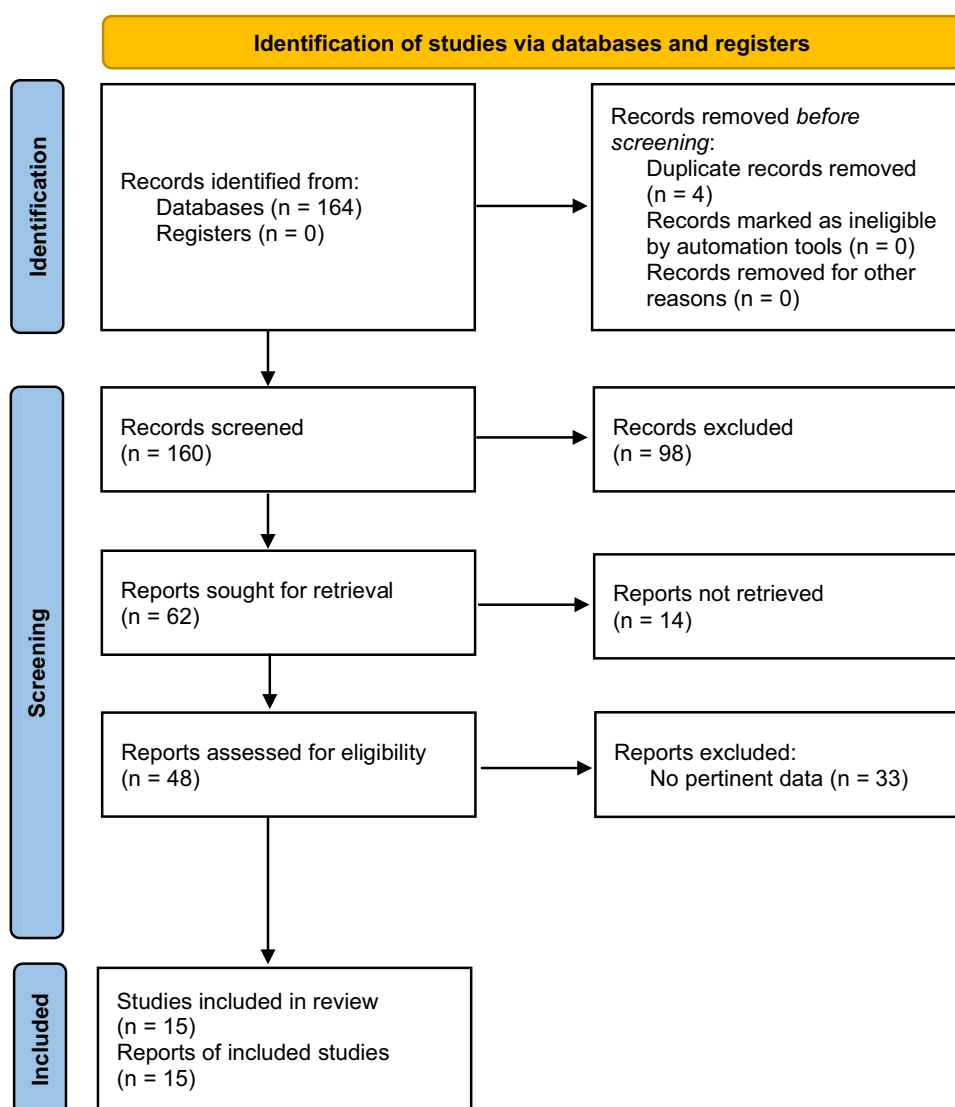 Identification of studies via databases and registers
Identification
Records identified from:
Databases (n = 164)
Registers (n = 0)
Records removed before
screening:
Duplicate records removed
(n = 4)
Records marked as ineligible
by automation tools (n = 0)
Records removed for other
reasons (n = 0)
Screening
Records screened
(n = 160)
Records excluded
(n = 98)
Reports sought for retrieval
(n = 62)
Reports not retrieved
(n = 14)
Reports assessed for eligibility
(n = 48)
Reports excluded:
No pertinent data (n = 33)
Included
Studies included in review
(n = 15)
Reports of included studies
(n = 15)